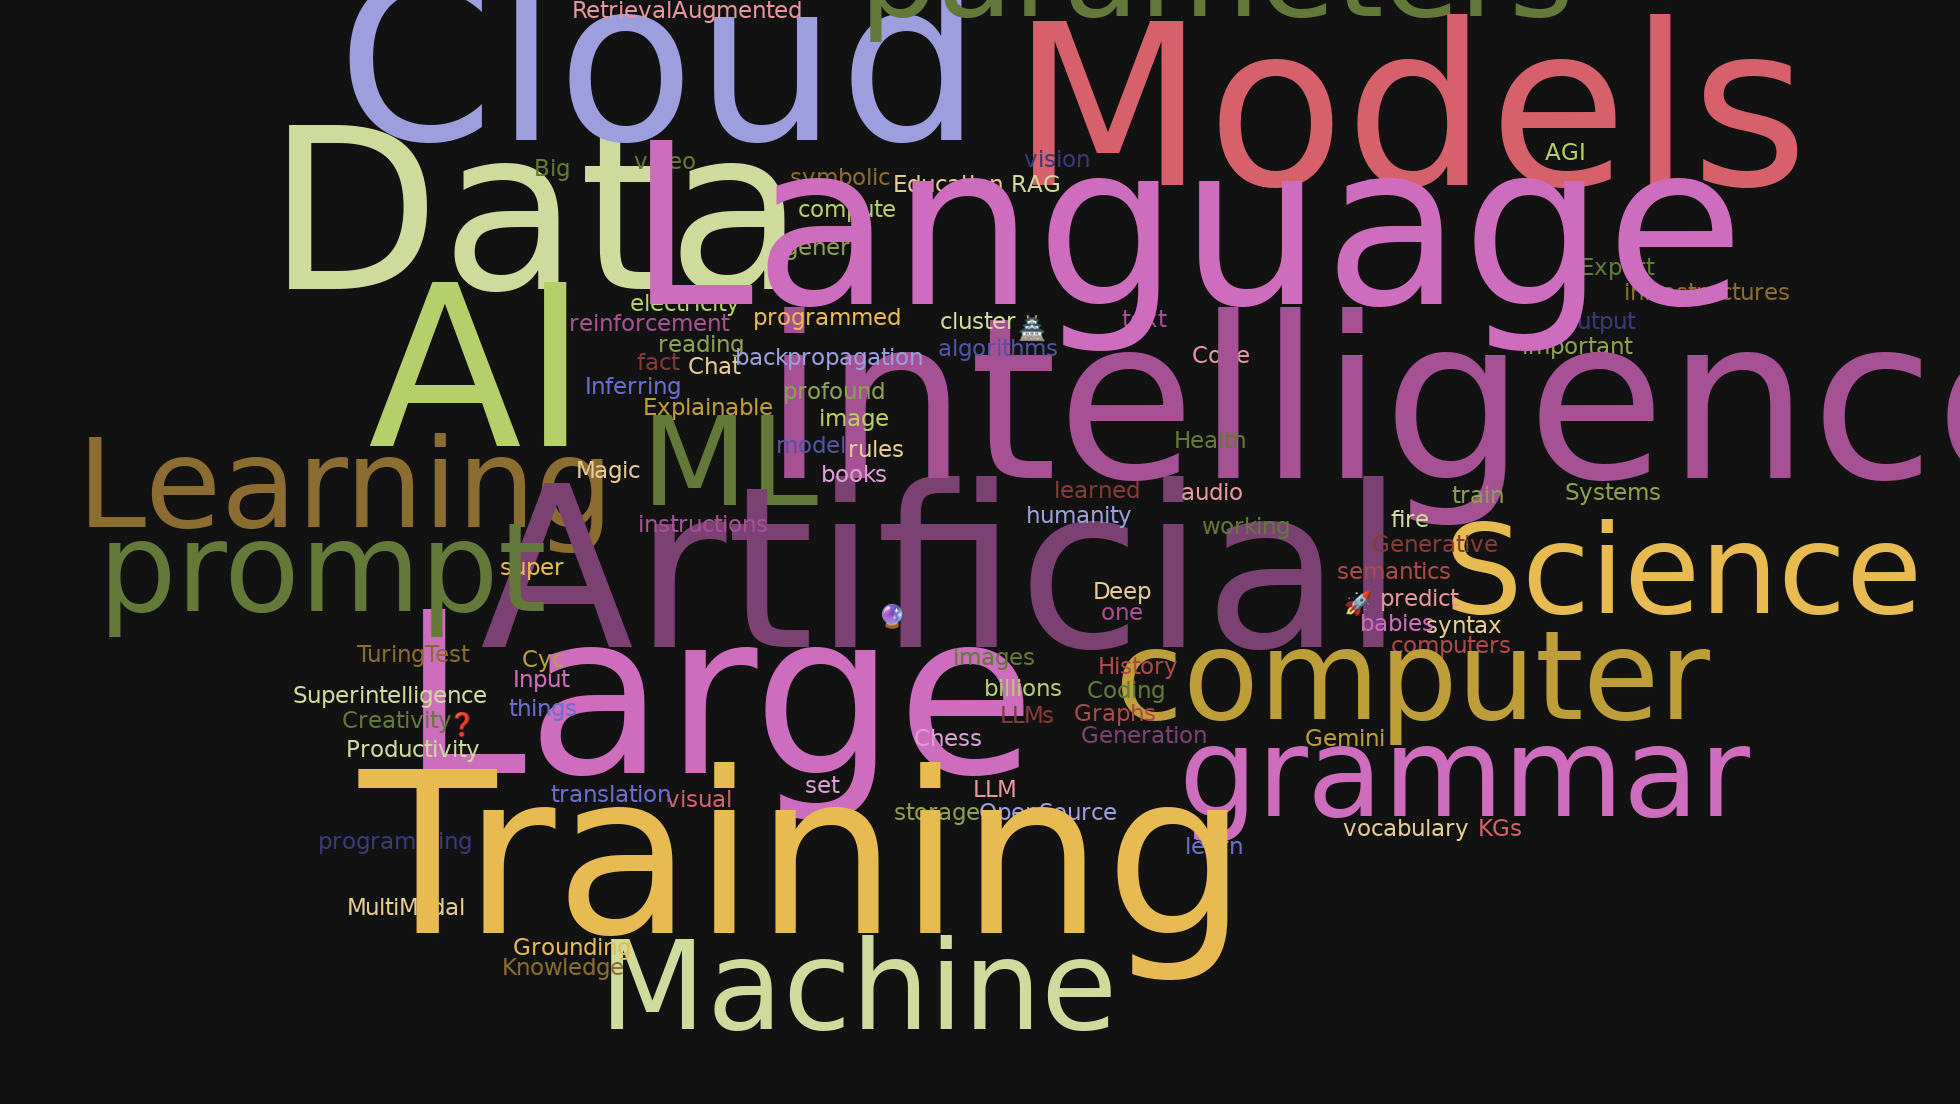 RetrievalAugmented
parameters
Cloud
Models
Data
Big
video
vision
AGI
symbolic
Education
RAG
Language
compute
Expert
infrastructures
AI
electricity
reinforcement
programmed
cluster
text
output
reading
algorithms
important
fact
Chat
backpropagation
Code
intelligence
Inferring
profound
Explainable
image
ML
model
rules
Health
Learning
Magic
books
learned
audio
train
Systems
instructions
humanity
working
fire
Artificial
Generative
Science
prompt
super
semantics
Deep
predict
one
babies
syntax
TuringTest
Cyc
images
History
computers
computer
Input
Large
Superintelligence
billions
Coding
things
Creativity
LLMs
Graphs
Productivity
Chess
Generation
Gemini
grammar
translation
visual
set
LLM
storage
OpenSource
Training
programming
vocabulary
KGs
learn
MultiModal
Grounding
Knowledge
Machine